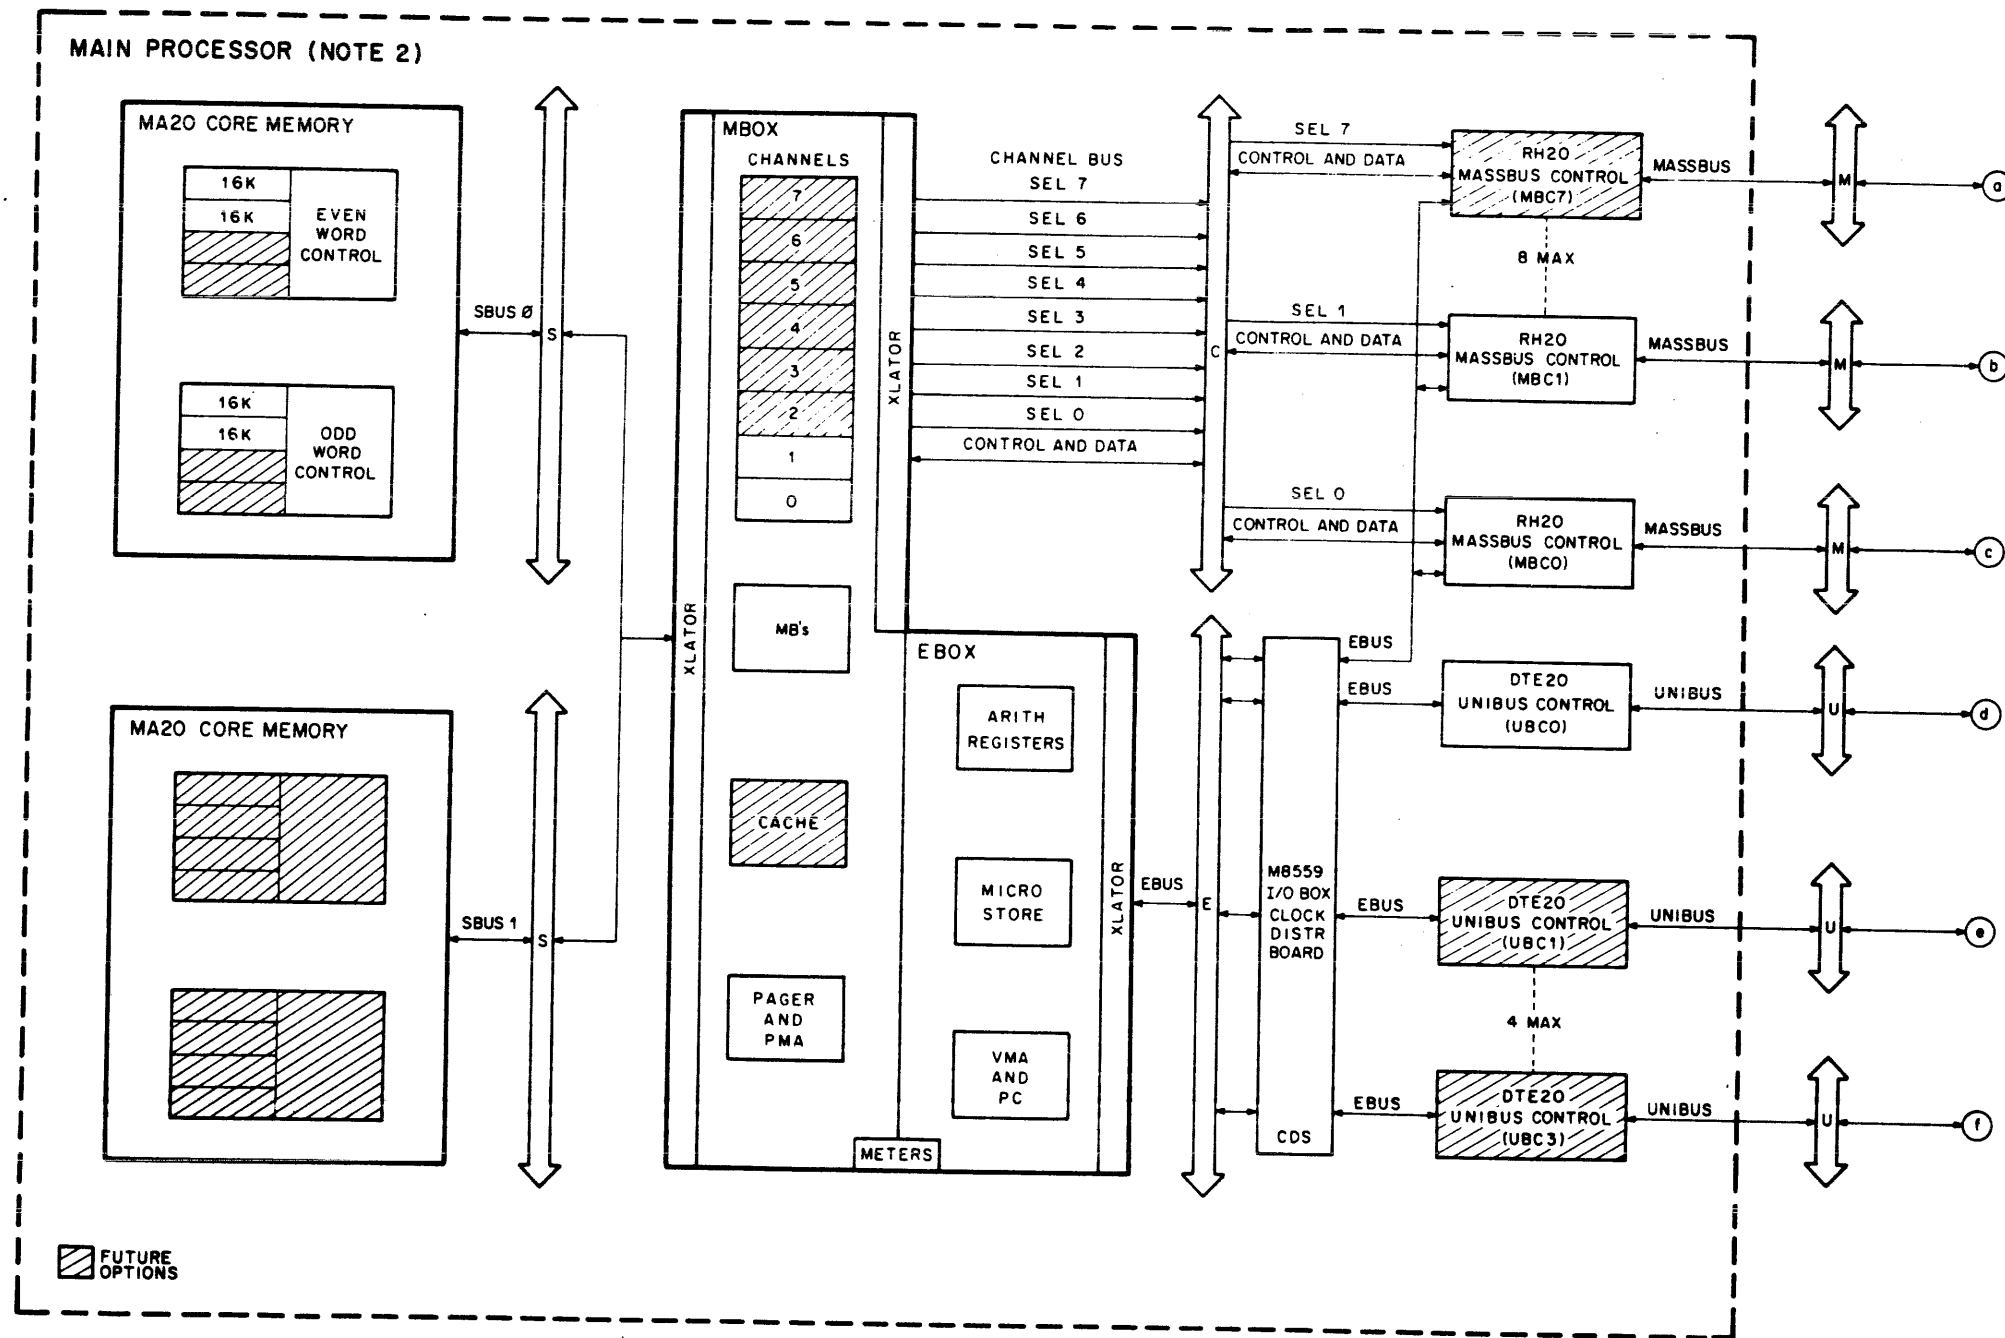 MAIN PROCESSOR (NOTE 2)
MA20 CORE MEMORY
16K
16K
EVEN
WORD
CONTROL
16K
16K
ODD
WORD
CONTROL
SBUS Ø
S
MA20 CORE MEMORY
SBUS 1
S
FUTURE
OPTIONS
XLATOR
MBOX
CHANNELS
7
6
5
4
3
2
1
0
MB's
CACHE
PAGER
AND
PMA
METERS
XLATOR
EBOX
ARITH
REGISTERS
MICRO
STORE
VMA
AND
PC
XLATOR
CHANNEL BUS
SEL 7
SEL 6
SEL 5
SEL 4
SEL 3
SEL 2
SEL 1
SEL 0
CONTROL AND DATA
C
EBUS
E
SEL 7
CONTROL AND DATA
RH20
MASSBUS CONTROL
(MBC7)
MASSBUS
M
a
8 MAX
SEL 1
CONTROL AND DATA
RH20
MASSBUS CONTROL
(MBC1)
MASSBUS
M
b
SEL 0
CONTROL AND DATA
RH20
MASSBUS CONTROL
(MBC0)
MASSBUS
M
c
M8559
I/O BOX
CLOCK
DISTR
BOARD
CDS
EBUS
EBUS
DTE20
UNIBUS CONTROL
(UBC0)
UNIBUS
U
d
EBUS
DTE20
UNIBUS CONTROL
(UBC1)
UNIBUS
U
e
4 MAX
EBUS
DTE20
UNIBUS CONTROL
(UBC3)
UNIBUS
U
f